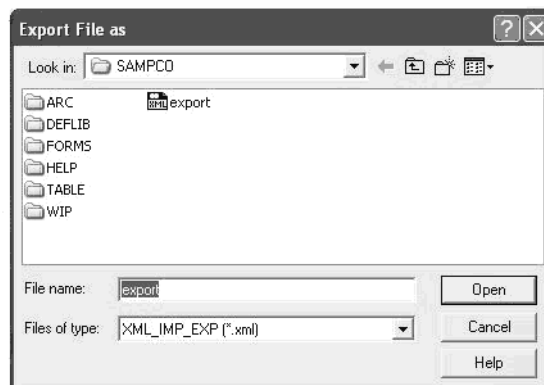 Export File as
Look in: SAMPCO
ARC
DEFLIB
FORMS
HELP
TABLE
WIP
XML export
File name: export Open
Files of type: XML_IMP_EXP (*.xml) Cancel
Help